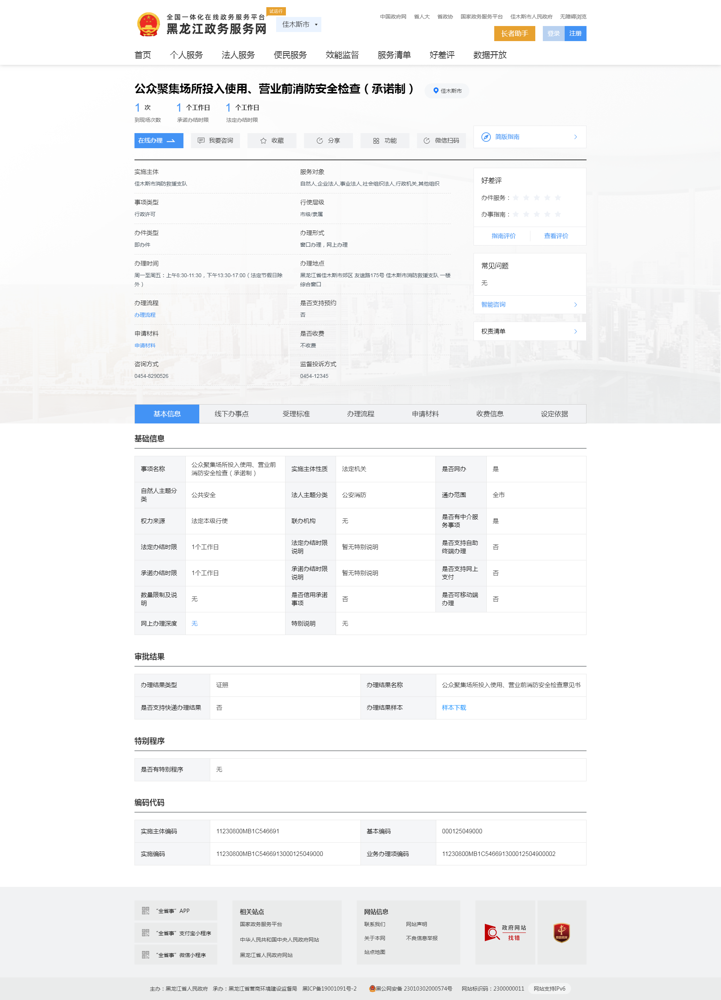 试运行
全国一体化在线政务服务平台
黑龙江政务服务网
佳木斯市
中国政府网 省人大 省政协 国家政务服务平台 佳木斯市人民政府 无障碍浏览
长者助手 登录 注册
首页 个人服务 法人服务 便民服务 效能监督 服务清单 好差评 数据开放
公众聚集场所投入使用、营业前消防安全检查（承诺制） 佳木斯市
1 次 1 个工作日 1 个工作日
到现场次数 承诺办结时限 法定办结时限
在线办理 我要咨询 收藏 分享 功能 微信扫码
简版指南
实施主体 服务对象
佳木斯市消防救援支队 自然人,企业法人,事业法人,社会组织法人,行政机关,其他组织
事项类型 行使层级
行政许可 市级/隶属
办件类型 办理形式
即办件 窗口办理，网上办理
办理时间 办理地点
周一至周五：上午8:30-11:30，下午13:30-17:00（法定节假日除 黑龙江省佳木斯市郊区 友谊路175号 佳木斯市消防救援支队 一楼
外） 综合窗口
办理流程 是否支持预约
办理流程 否
申请材料 是否收费
申请材料 不收费
咨询方式 监督投诉方式
0454-8290526 0454-12345
好差评
办件服务：
办事指南：
指南评价 查看评价
常见问题
无
智能咨询
权责清单
基本信息 线下办事点 受理标准 办理流程 申请材料 收费信息 设定依据
基础信息
事项名称 公众聚集场所投入使用、营业前 实施主体性质 法定机关 是否网办 是
消防安全检查（承诺制）
自然人主题分 公共安全 法人主题分类 公安消防 通办范围 全市
类
权力来源 法定本级行使 联办机构 无 是否有中介服 是
务事项
法定办结时限 1个工作日 法定办结时限 暂无特别说明 是否支持自助 否
说明 终端办理
承诺办结时限 1个工作日 承诺办结时限 暂无特别说明 是否支持网上 否
说明 支付
数量限制及说 无 是否信用承诺 否 是否可移动端 否
明 事项 办理
网上办理深度 无 特别说明 无
审批结果
办理结果类型 证照 办理结果名称 公众聚集场所投入使用、营业前消防安全检查意见书
是否支持快递办理结果 否 办理结果样本 样本下载
特别程序
是否有特别程序 无
编码代码
实施主体编码 11230800MB1C546691 基本编码 000125049000
实施编码 11230800MB1C5466913000125049000 业务办理项编码 11230800MB1C546691300012504900002
“全省事”APP
“全省事”支付宝小程序
“全省事”微信小程序
相关站点
国家政务服务平台
中华人民共和国中央人民政府网站
黑龙江省人民政府网站
网站信息
联系我们 网站声明
关于本网 不良信息举报
站点地图
政府网站
找错
党政机关
主办：黑龙江省人民政府 承办：黑龙江省营商环境建设监督局 黑ICP备19001091号-2 黑公网安备 23010302000574号 网站标识码：2300000011 网站支持IPv6